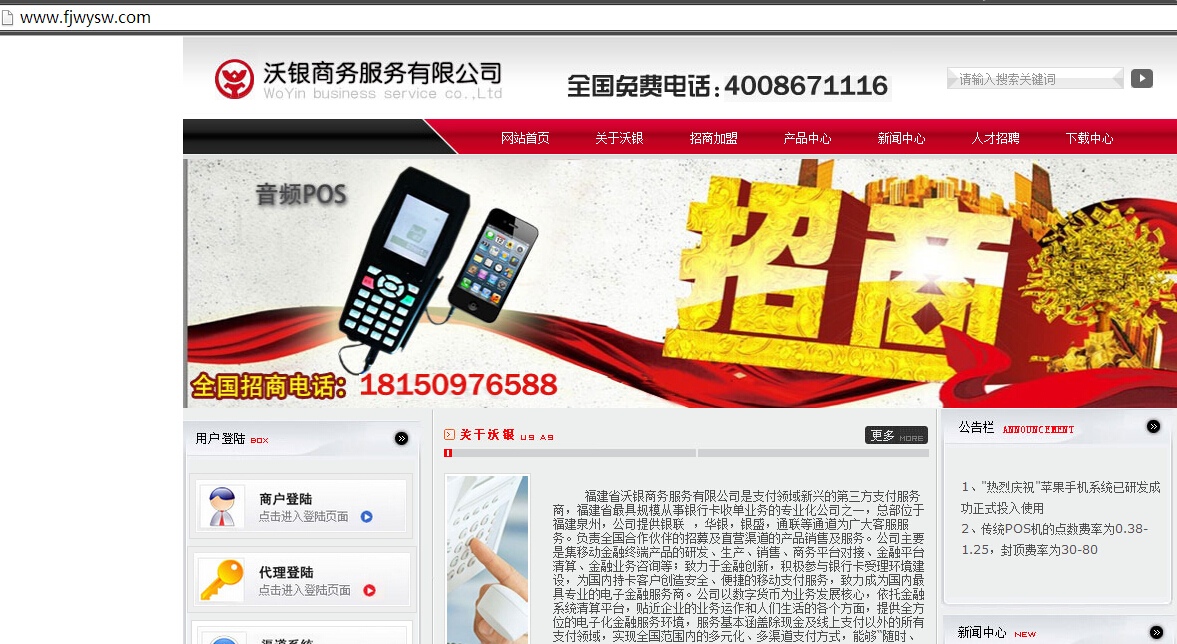 www.fjwysw.com
沃银商务服务有限公司
WoYin business service co.,Ltd
全国免费电话:4008671116
请输入搜索关键词
网站首页 关于沃银 招商加盟 产品中心 新闻中心 人才招聘 下载中心
音频POS
招商
全国招商电话：18150976588
用户登陆 BOX
商户登陆
点击进入登陆页面
代理登陆
点击进入登陆页面
渠道系统
关于沃银 US AS
更多 MORE
福建省沃银商务服务有限公司是支付领域新兴的第三方支付服务
商，福建省最具规模从事银行卡收单业务的专业化公司之一，总部位于
福建泉州，公司提供银联 ，华银，银盛，通联等通道为广大客服服
务。负责全国合作伙伴的招募及直营渠道的产品销售及服务。公司主要
是集移动金融终端产品的研发、生产、销售、商务平台对接、金融平台
清算、金融业务咨询等；致力于金融创新，积极参与银行卡受理环境建
设，为国内持卡客户创造安全、便捷的移动支付服务，致力成为国内最
具专业的电子金融服务商。公司以数字货币为业务发展核心，依托金融
系统清算平台，贴近企业的业务运作和人们生活的各个方面，提供全方
位的电子化金融服务环境，服务基本涵盖除现金及线上支付以外的所有
支付领域，实现全国范围内的多元化、多渠道支付方式，能够“随时、
公告栏 ANNOUNCEMENT
1、"热烈庆祝"苹果手机系统已研发成
功正式投入使用
2、传统POS机的点数费率为0.38-
1.25，封顶费率为30-80
新闻中心 NEW